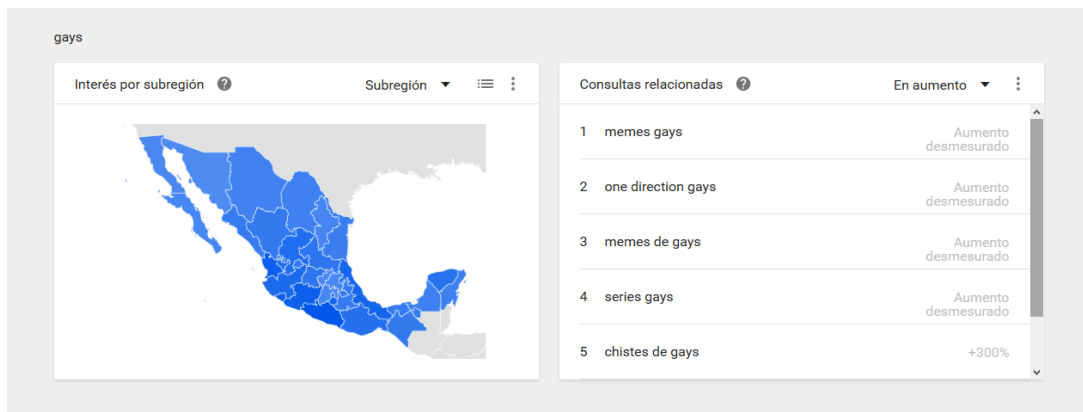 gays
Interés por subregión
Subregión
Consultas relacionadas
En aumento
1 memes gays Aumento
desmesurado
2 one direction gays Aumento
desmesurado
3 memes de gays Aumento
desmesurado
4 series gays Aumento
desmesurado
5 chistes de gays +300%